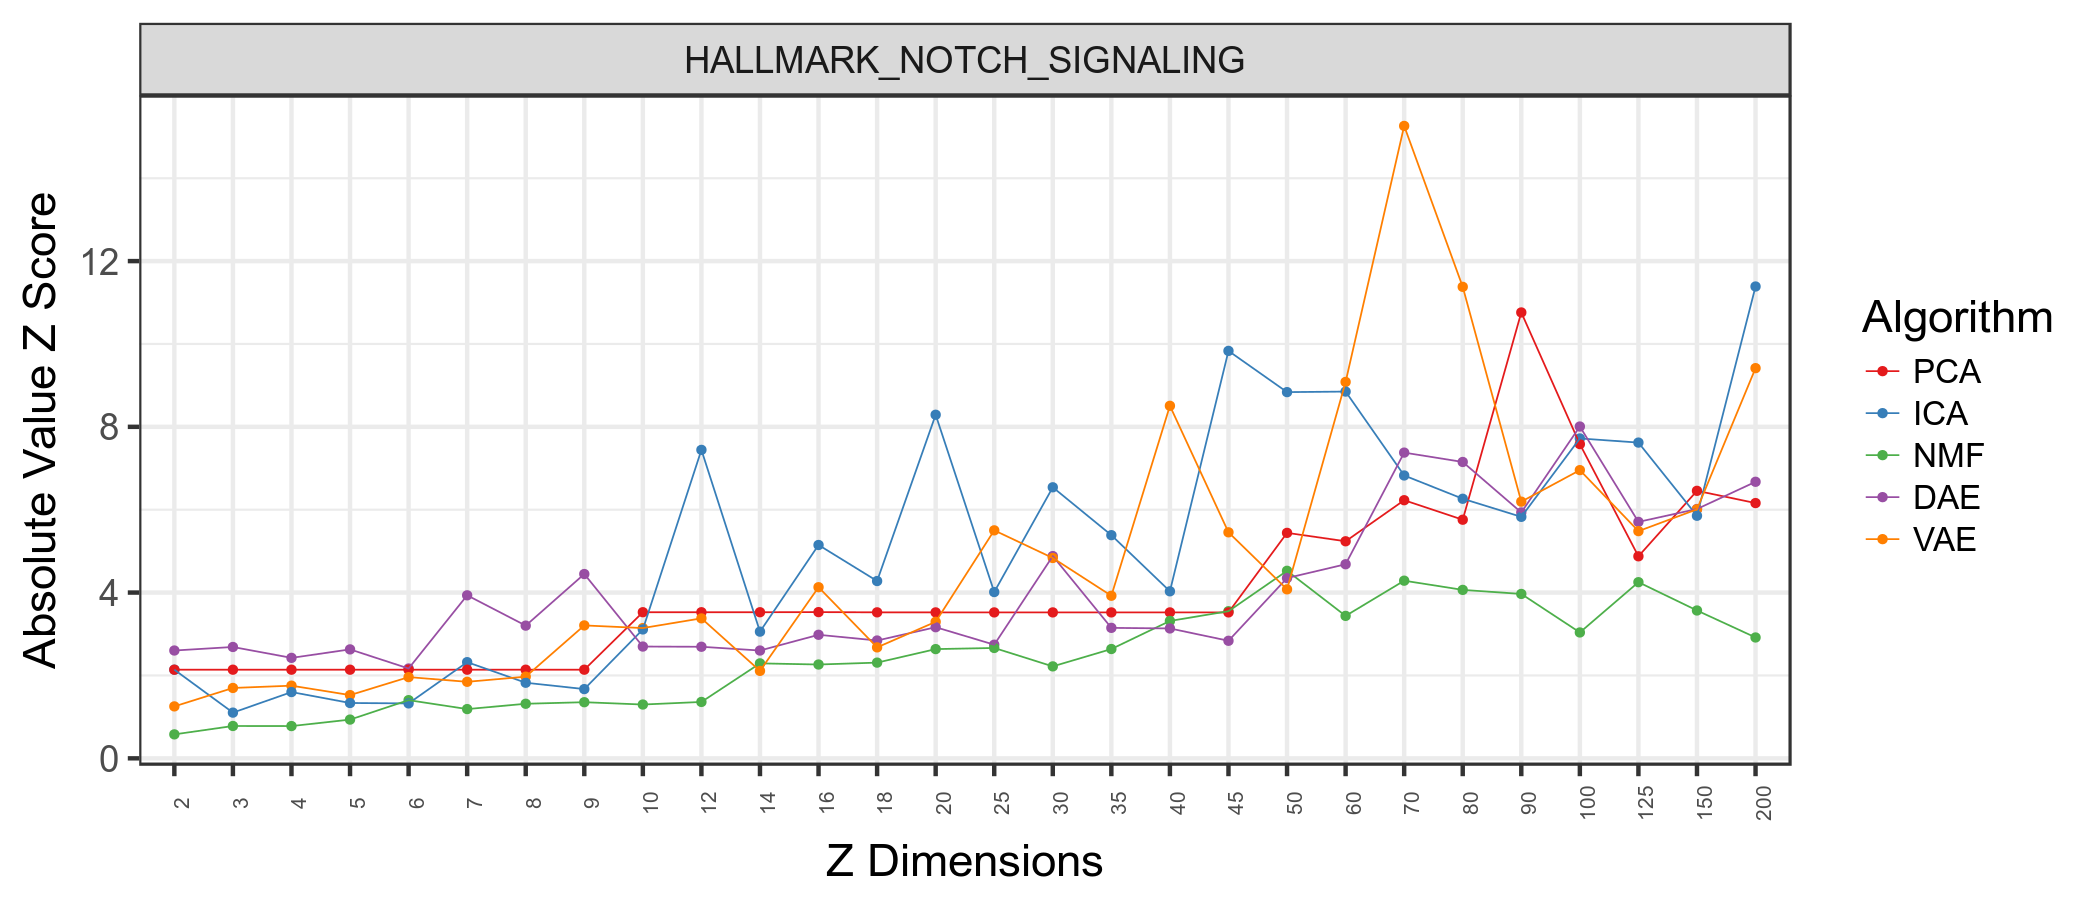 HALLMARK_NOTCH_SIGNALING
Absolute Value Z Score
12
8
4
0
2 3 4 5 6 7 8 9 10 12 14 16 18 20 25 30 35 40 45 50 60 70 80 90 100 125 150 200
Z Dimensions
Algorithm
PCA
ICA
NMF
DAE
VAE